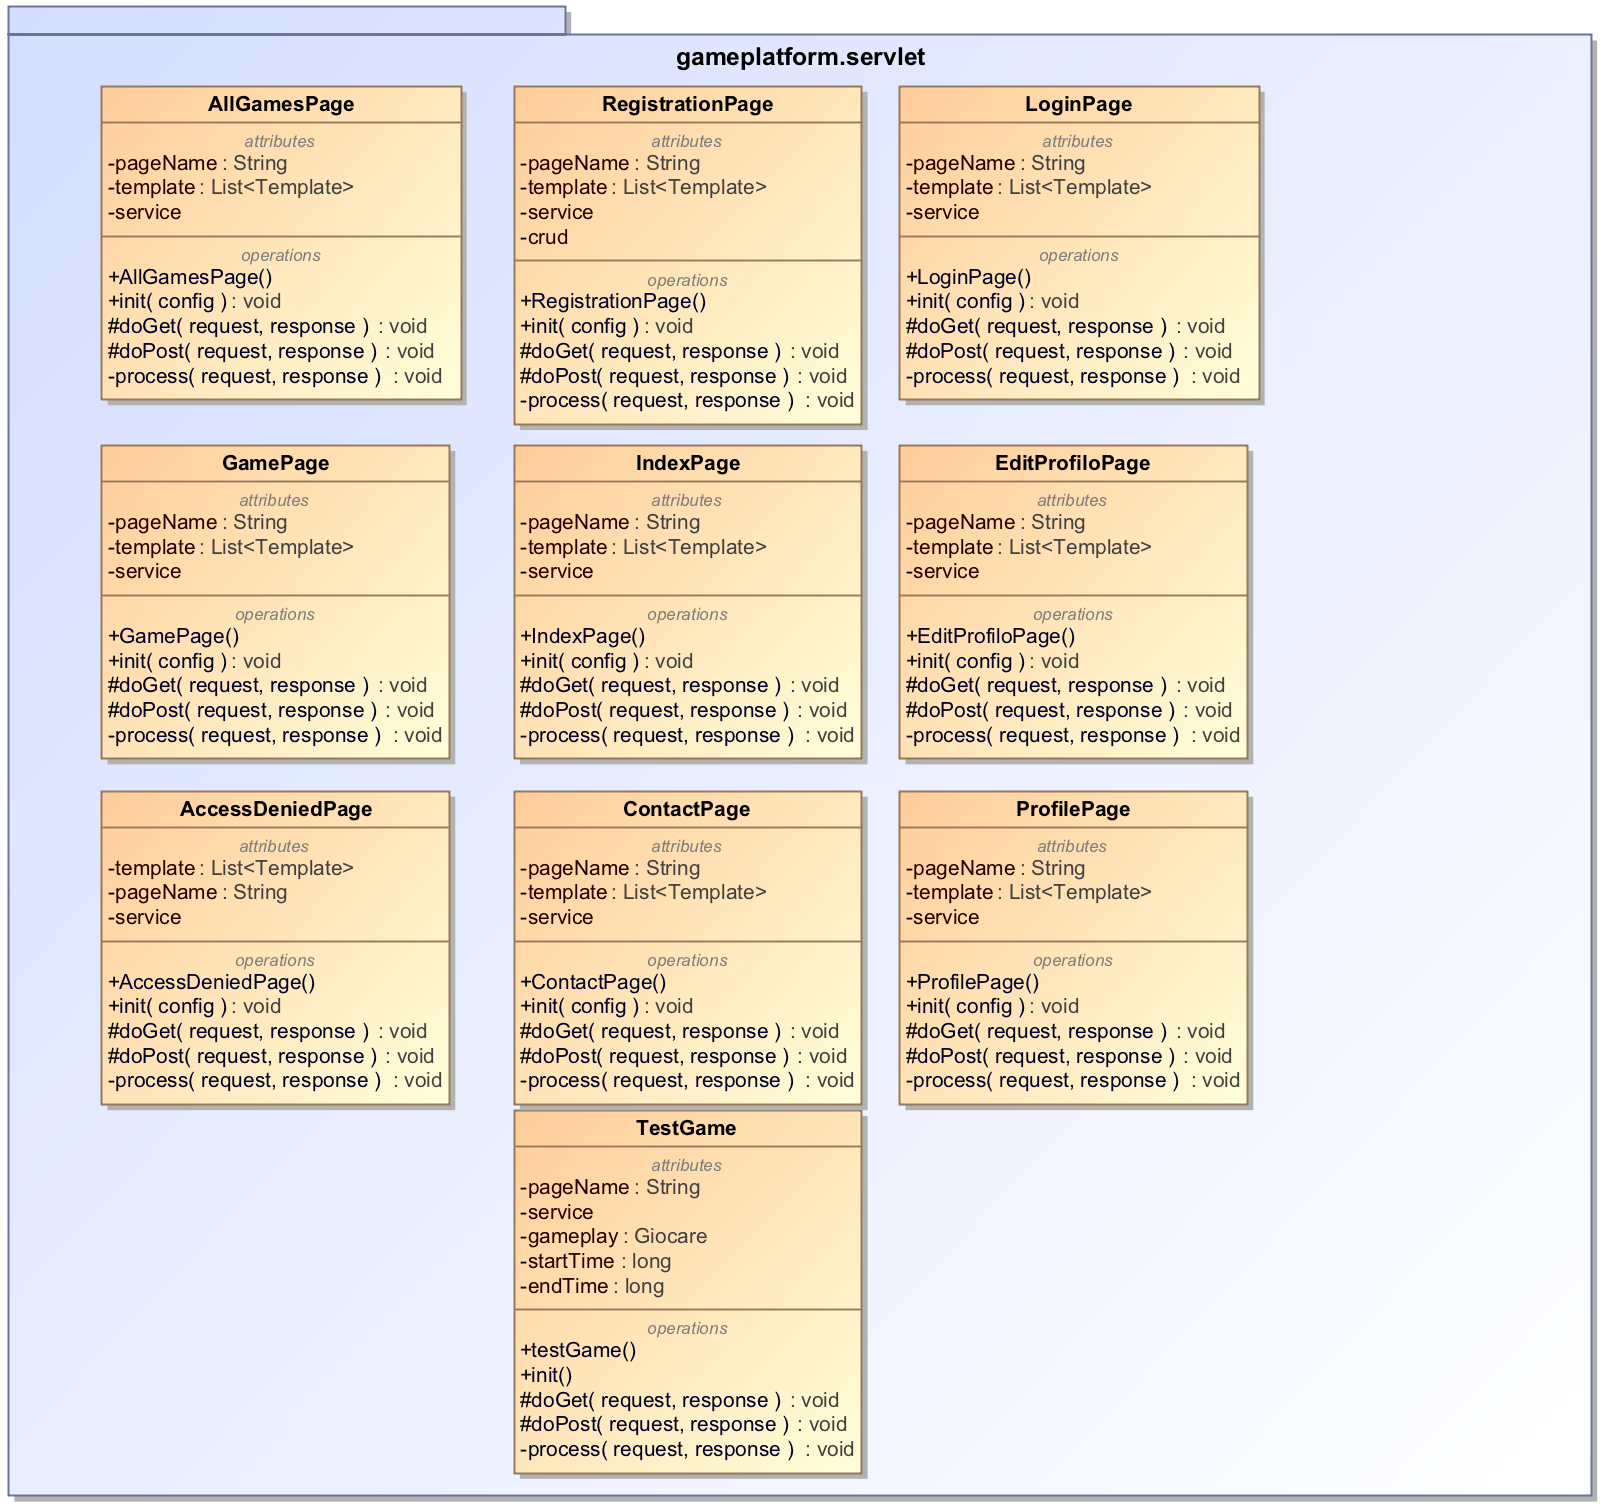 gameplatform.servlet
AllGamesPage
attributes
-pageName : String
-template : List<Template>
-service
operations
+AllGamesPage()
+init( config ) : void
#doGet( request, response ) : void
#doPost( request, response ) : void
-process( request, response ) : void
RegistrationPage
attributes
-pageName : String
-template : List<Template>
-service
-crud
operations
+RegistrationPage()
+init( config ) : void
#doGet( request, response ) : void
#doPost( request, response ) : void
-process( request, response ) : void
LoginPage
attributes
-pageName : String
-template : List<Template>
-service
operations
+LoginPage()
+init( config ) : void
#doGet( request, response ) : void
#doPost( request, response ) : void
-process( request, response ) : void
GamePage
attributes
-pageName : String
-template : List<Template>
-service
operations
+GamePage()
+init( config ) : void
#doGet( request, response ) : void
#doPost( request, response ) : void
-process( request, response ) : void
IndexPage
attributes
-pageName : String
-template : List<Template>
-service
operations
+IndexPage()
+init( config ) : void
#doGet( request, response ) : void
#doPost( request, response ) : void
-process( request, response ) : void
EditProfiloPage
attributes
-pageName : String
-template : List<Template>
-service
operations
+EditProfiloPage()
+init( config ) : void
#doGet( request, response ) : void
#doPost( request, response ) : void
-process( request, response ) : void
AccessDeniedPage
attributes
-template : List<Template>
-pageName : String
-service
operations
+AccessDeniedPage()
+init( config ) : void
#doGet( request, response ) : void
#doPost( request, response ) : void
-process( request, response ) : void
ContactPage
attributes
-pageName : String
-template : List<Template>
-service
operations
+ContactPage()
+init( config ) : void
#doGet( request, response ) : void
#doPost( request, response ) : void
-process( request, response ) : void
ProfilePage
attributes
-pageName : String
-template : List<Template>
-service
operations
+ProfilePage()
+init( config ) : void
#doGet( request, response ) : void
#doPost( request, response ) : void
-process( request, response ) : void
TestGame
attributes
-pageName : String
-service
-gameplay : Giocare
-startTime : long
-endTime : long
operations
+testGame()
+init()
#doGet( request, response ) : void
#doPost( request, response ) : void
-process( request, response ) : void